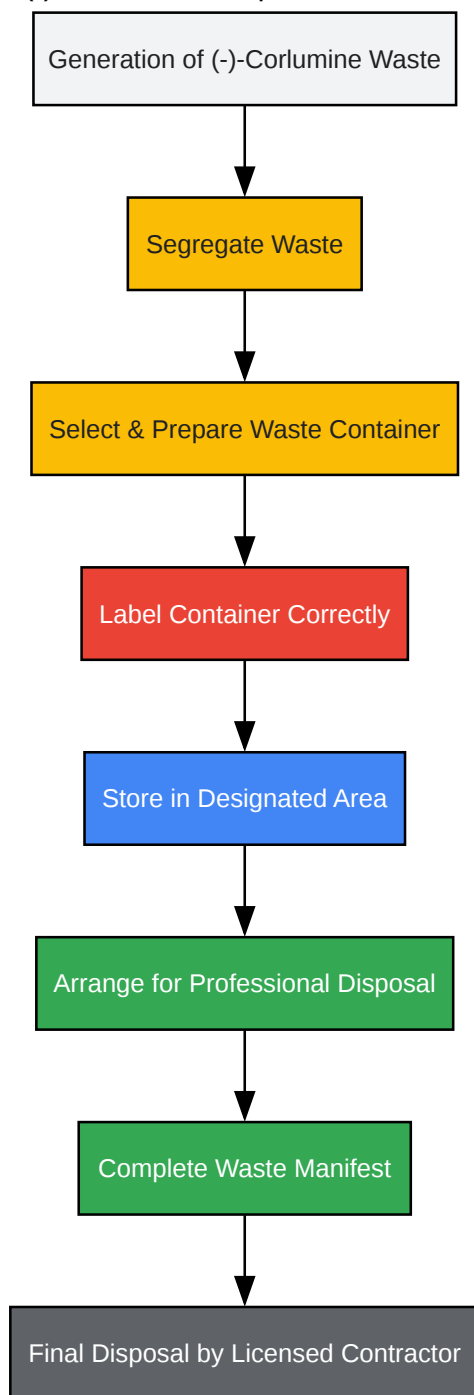 Generation of (-)-Corlumine Waste
Segregate Waste
Select & Prepare Waste Container
Label Container Correctly
Store in Designated Area
Arrange for Professional Disposal
Complete Waste Manifest
Final Disposal by Licensed Contractor